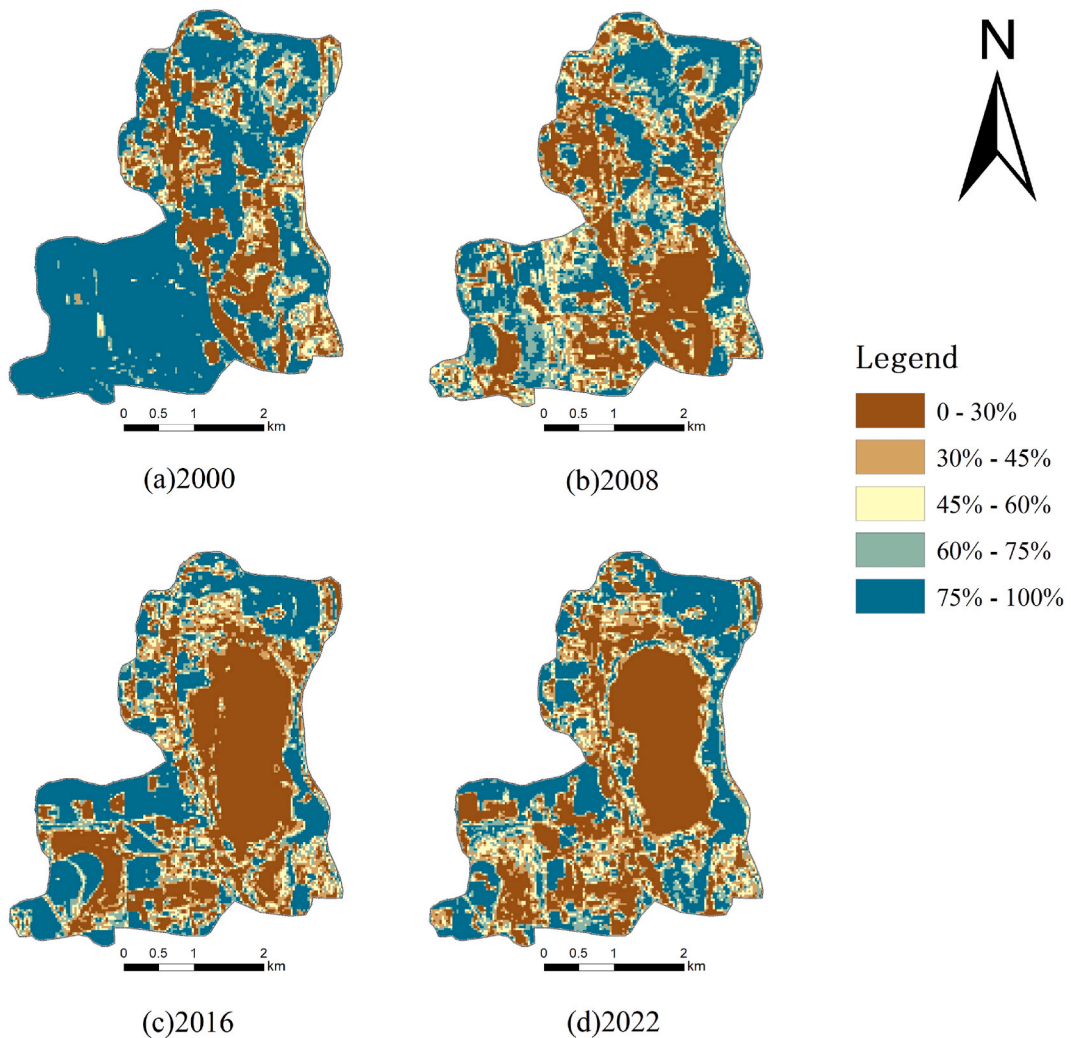 N
0 0.5 1 2
km
(a)2000
0 0.5 1 2
km
(b)2008
Legend
0 - 30%
30% - 45%
45% - 60%
60% - 75%
75% - 100%
0 0.5 1 2
km
(c)2016
0 0.5 1 2
km
(d)2022